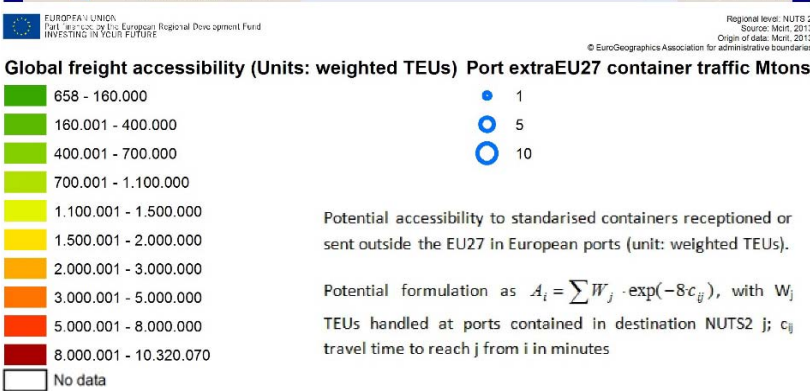 EUROPEAN UNION
Part financed by the European Regional Development Fund
INVESTING IN YOUR FUTURE
Regional level: NUTS 2
Source: Mcrit, 2013
Origin of data: Mcrit, 2013
© EuroGeographics Association for administrative boundaries
Global freight accessibility (Units: weighted TEUs) Port extraEU27 container traffic Mtons
658 - 160.000
160.001 - 400.000
400.001 - 700.000
700.001 - 1.100.000
1.100.001 - 1.500.000
1.500.001 - 2.000.000
2.000.001 - 3.000.000
3.000.001 - 5.000.000
5.000.001 - 8.000.000
8.000.001 - 10.320.070
No data
1
5
10
Potential accessibility to standarised containers receptioned or
sent outside the EU27 in European ports (unit: weighted TEUs).
Potential formulation as A_i = ∑W_j · exp(−8·c_ij), with Wj
TEUs handled at ports contained in destination NUTS2 j; cij
travel time to reach j from i in minutes